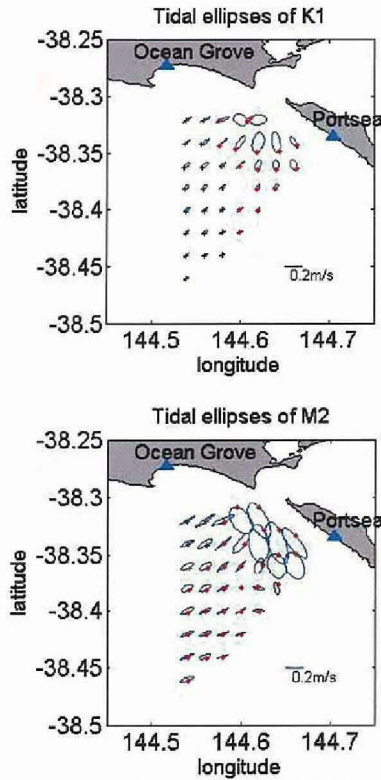 Tidal ellipses of K1
-38.25
Ocean Grove
-38.3
Portsea
-38.35
latitude
-38.4
-38.45
0.2m/s
-38.5
144.5 144.6 144.7
longitude
Tidal ellipses of M2
-38.25
Ocean Grove
-38.3
Portsea
-38.35
latitude
-38.4
-38.45
0.2m/s
-38.5
144.5 144.6 144.7
longitude